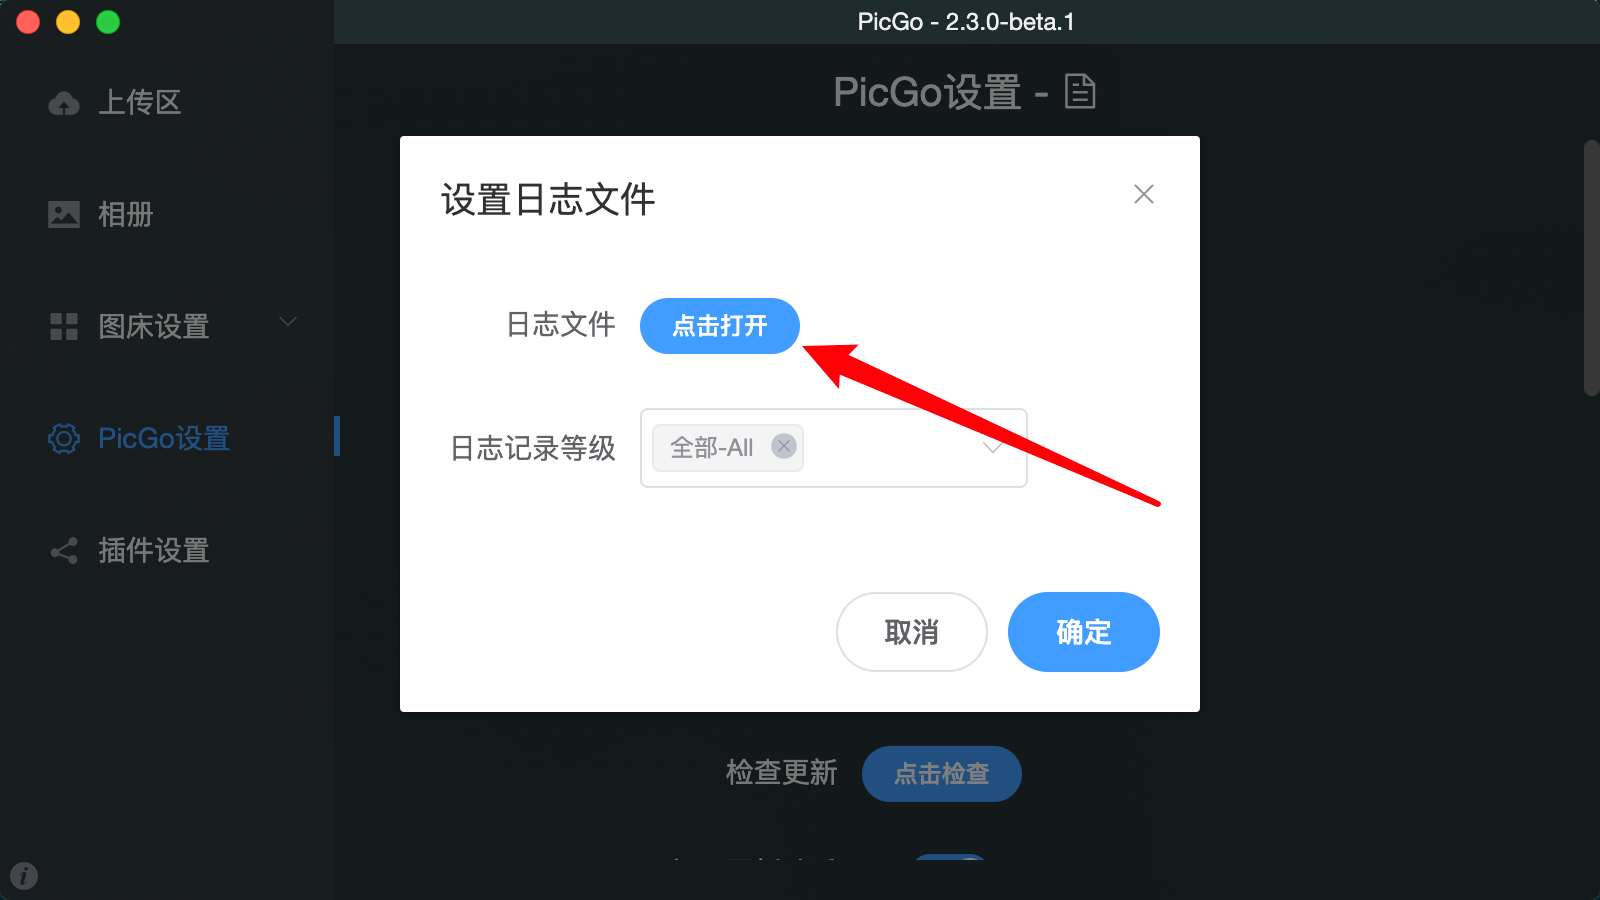 PicGo - 2.3.0-beta.1
上传区
相册
图床设置
PicGo设置
插件设置
PicGo设置 -
设置日志文件
日志文件 点击打开
日志记录等级 全部-All
取消 确定
检查更新 点击检查